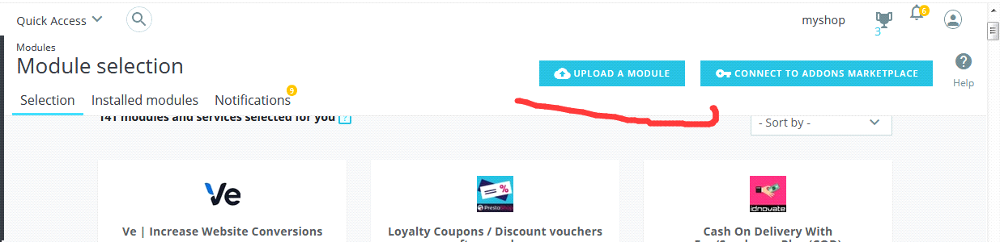 Quick Access
myshop
6
3
Modules
Module selection
UPLOAD A MODULE
CONNECT TO ADDONS MARKETPLACE
?
Help
Selection
Installed modules
Notifications
9
141 modules and services selected for you ?
- Sort by -
Ve
%
PrestaShop
idnovate
Ve | Increase Website Conversions
Loyalty Coupons / Discount vouchers
Cash On Delivery With